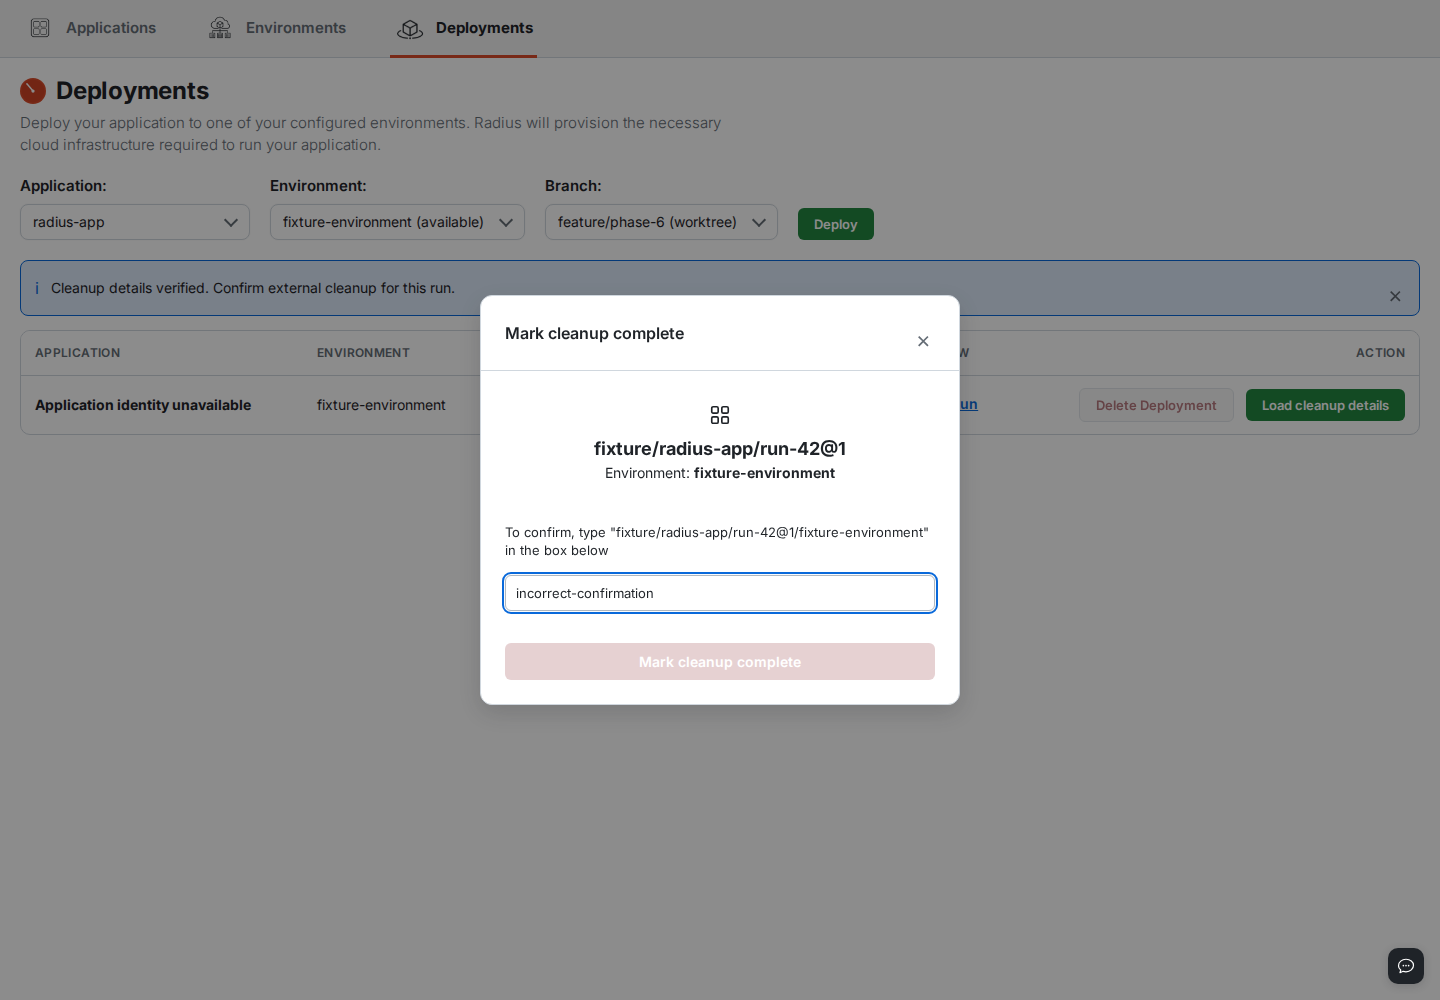 Applications
Environments
Deployments
Deployments
Deploy your application to one of your configured environments. Radius will provision the necessary
cloud infrastructure required to run your application.
Application:
Environment:
Branch:
radius-app
fixture-environment (available)
feature/phase-6 (worktree)
Deploy
i Cleanup details verified. Confirm external cleanup for this run.
APPLICATION
ENVIRONMENT
ACTION
Application identity unavailable
fixture-environment
Delete Deployment
Load cleanup details
Mark cleanup complete
fixture/radius-app/run-42@1
Environment: fixture-environment
To confirm, type "fixture/radius-app/run-42@1/fixture-environment"
in the box below
incorrect-confirmation
Mark cleanup complete